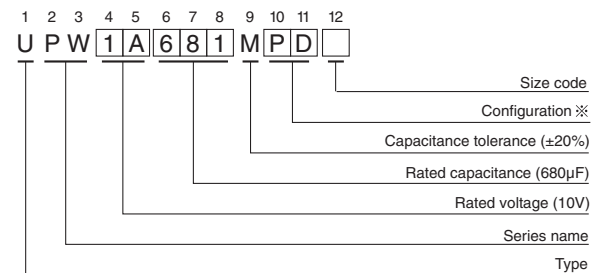 1 2 3 4 5 6 7 8 9 10 11 12
U P W 1 A 6 8 1 M P D
Size code
Configuration ※
Capacitance tolerance (±20%)
Rated capacitance (680µF)
Rated voltage (10V)
Series name
Type